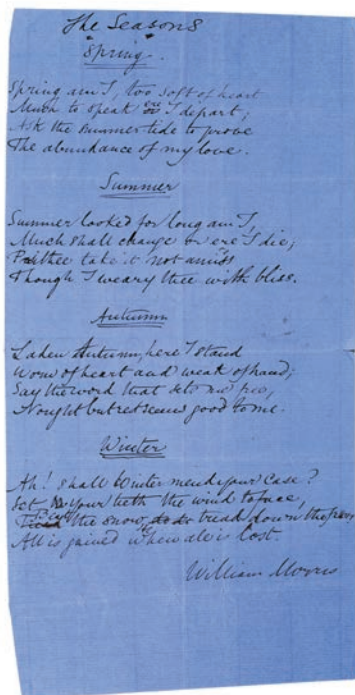 The Seasons
"Spring".
Spring am I, too soft of heart
Much to speak ere I depart;
Ask the summer tide to prove
The abundance of my love.
Summer
Summer looked for long am I,
Much shall change or ere I die;
Prithee take it not amiss
Though I weary thee with bliss.
Autumn
Laden Autumn, here I stand
Worn of heart and weak of hand;
Say the word that sets me free,
Nought but rest seems good to me.
Winter
Ah! shall Winter mend your case?
Set your teeth the wind to face,
Beat the snow, tread down the
All is gained when all is lost.
William Morris